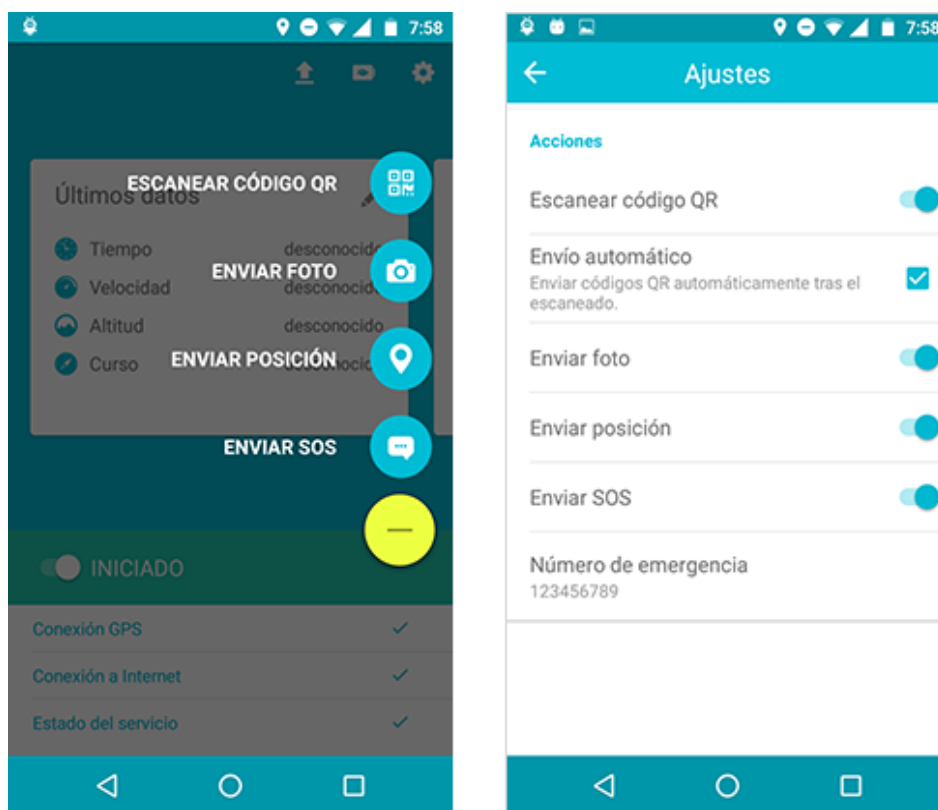 7:58
ESCANEAR CÓDIGO QR
Últimos datos
Tiempo desconocido
ENVIAR FOTO
Velocidad desconocido
Altitud desconocido
ENVIAR POSICIÓN
Curso
ENVIAR SOS
INICIADO
Conexión GPS
Conexión a Internet
Estado del servicio
7:58
Ajustes
Acciones
Escanear código QR
Envío automático
Enviar códigos QR automáticamente tras el
escaneado.
Enviar foto
Enviar posición
Enviar SOS
Número de emergencia
123456789